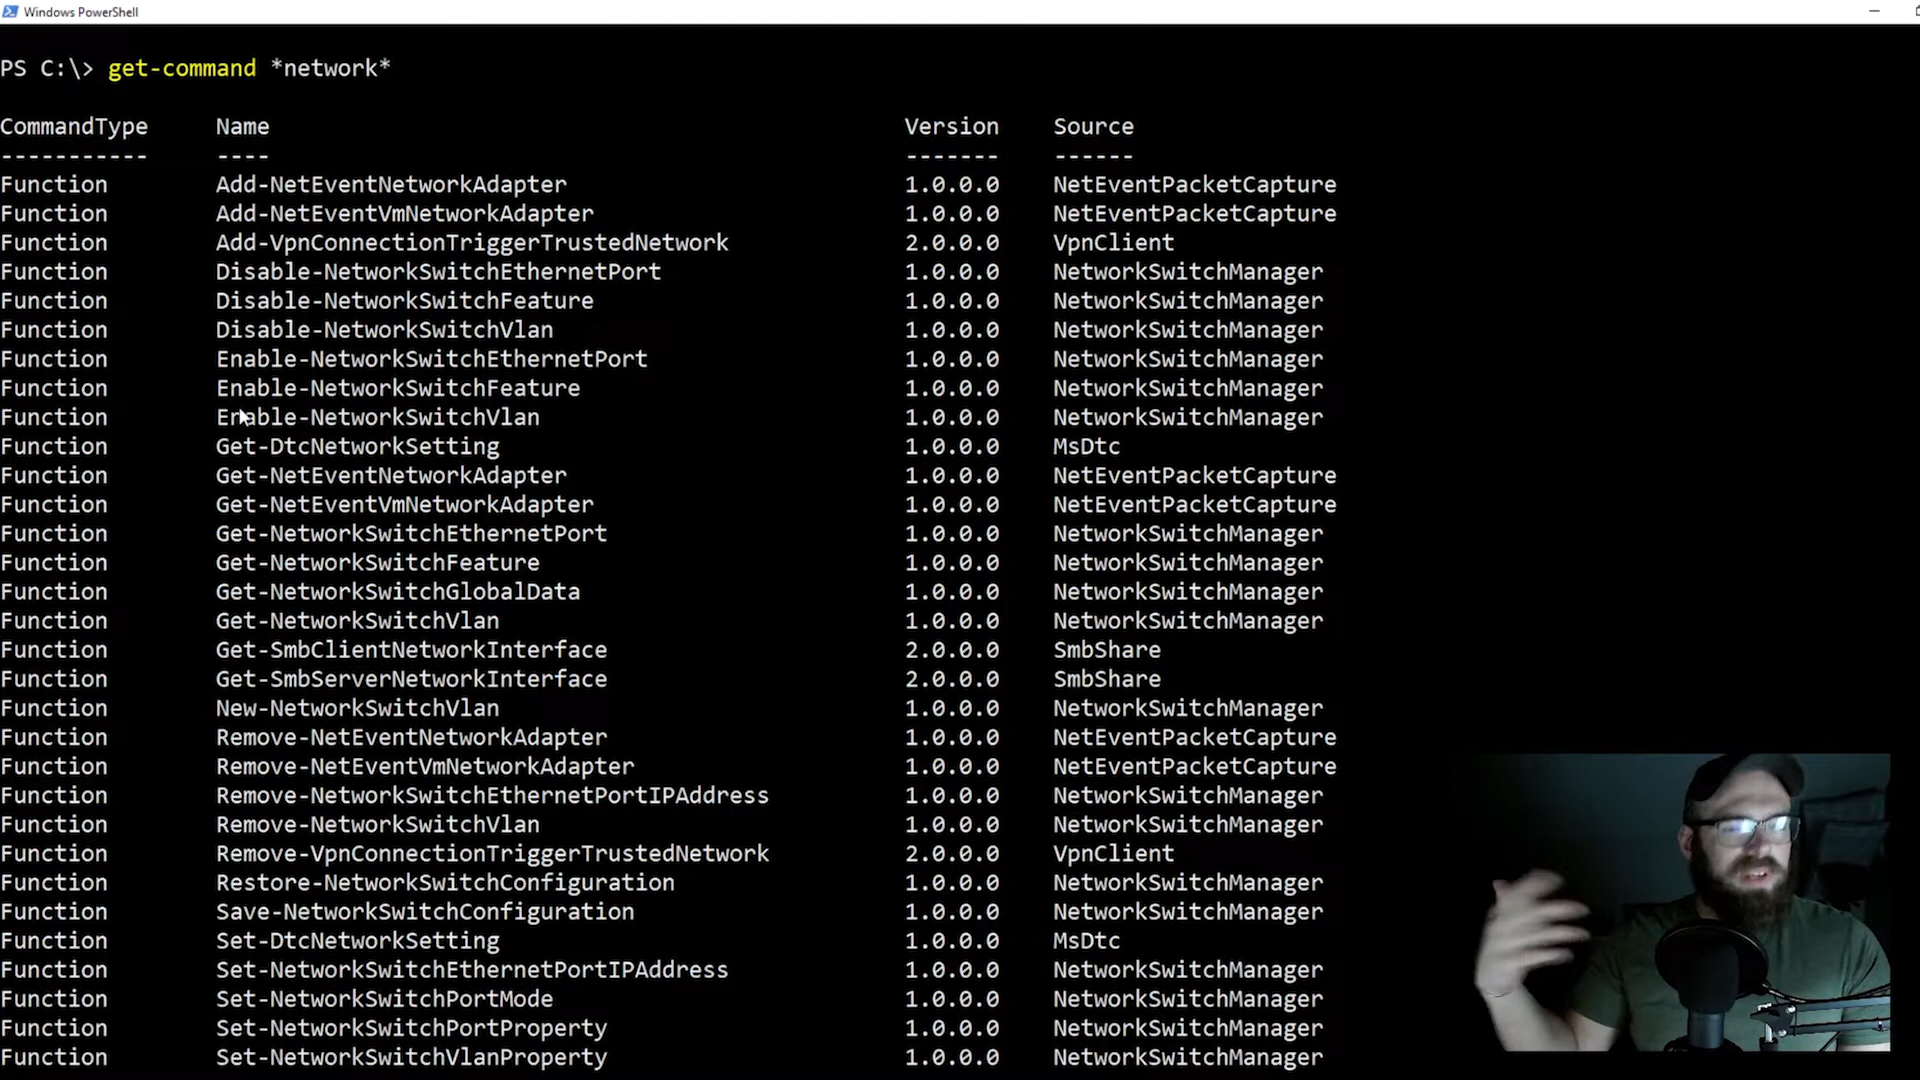 Windows PowerShell
PS C:\> get-command *network*
CommandType Name Version Source
----------- ---- ------- ------
Function Add-NetEventNetworkAdapter 1.0.0.0 NetEventPacketCapture
Function Add-NetEventVmNetworkAdapter 1.0.0.0 NetEventPacketCapture
Function Add-VpnConnectionTriggerTrustedNetwork 2.0.0.0 VpnClient
Function Disable-NetworkSwitchEthernetPort 1.0.0.0 NetworkSwitchManager
Function Disable-NetworkSwitchFeature 1.0.0.0 NetworkSwitchManager
Function Disable-NetworkSwitchVlan 1.0.0.0 NetworkSwitchManager
Function Enable-NetworkSwitchEthernetPort 1.0.0.0 NetworkSwitchManager
Function Enable-NetworkSwitchFeature 1.0.0.0 NetworkSwitchManager
Function Enable-NetworkSwitchVlan 1.0.0.0 NetworkSwitchManager
Function Get-DtcNetworkSetting 1.0.0.0 MsDtc
Function Get-NetEventNetworkAdapter 1.0.0.0 NetEventPacketCapture
Function Get-NetEventVmNetworkAdapter 1.0.0.0 NetEventPacketCapture
Function Get-NetworkSwitchEthernetPort 1.0.0.0 NetworkSwitchManager
Function Get-NetworkSwitchFeature 1.0.0.0 NetworkSwitchManager
Function Get-NetworkSwitchGlobalData 1.0.0.0 NetworkSwitchManager
Function Get-NetworkSwitchVlan 1.0.0.0 NetworkSwitchManager
Function Get-SmbClientNetworkInterface 2.0.0.0 SmbShare
Function Get-SmbServerNetworkInterface 2.0.0.0 SmbShare
Function New-NetworkSwitchVlan 1.0.0.0 NetworkSwitchManager
Function Remove-NetEventNetworkAdapter 1.0.0.0 NetEventPacketCapture
Function Remove-NetEventVmNetworkAdapter 1.0.0.0 NetEventPacketCapture
Function Remove-NetworkSwitchEthernetPortIPAddress 1.0.0.0 NetworkSwitchManager
Function Remove-NetworkSwitchVlan 1.0.0.0 NetworkSwitchManager
Function Remove-VpnConnectionTriggerTrustedNetwork 2.0.0.0 VpnClient
Function Restore-NetworkSwitchConfiguration 1.0.0.0 NetworkSwitchManager
Function Save-NetworkSwitchConfiguration 1.0.0.0 NetworkSwitchManager
Function Set-DtcNetworkSetting 1.0.0.0 MsDtc
Function Set-NetworkSwitchEthernetPortIPAddress 1.0.0.0 NetworkSwitchManager
Function Set-NetworkSwitchPortMode 1.0.0.0 NetworkSwitchManager
Function Set-NetworkSwitchPortProperty 1.0.0.0 NetworkSwitchManager
Function Set-NetworkSwitchVlanProperty 1.0.0.0 NetworkSwitchManager